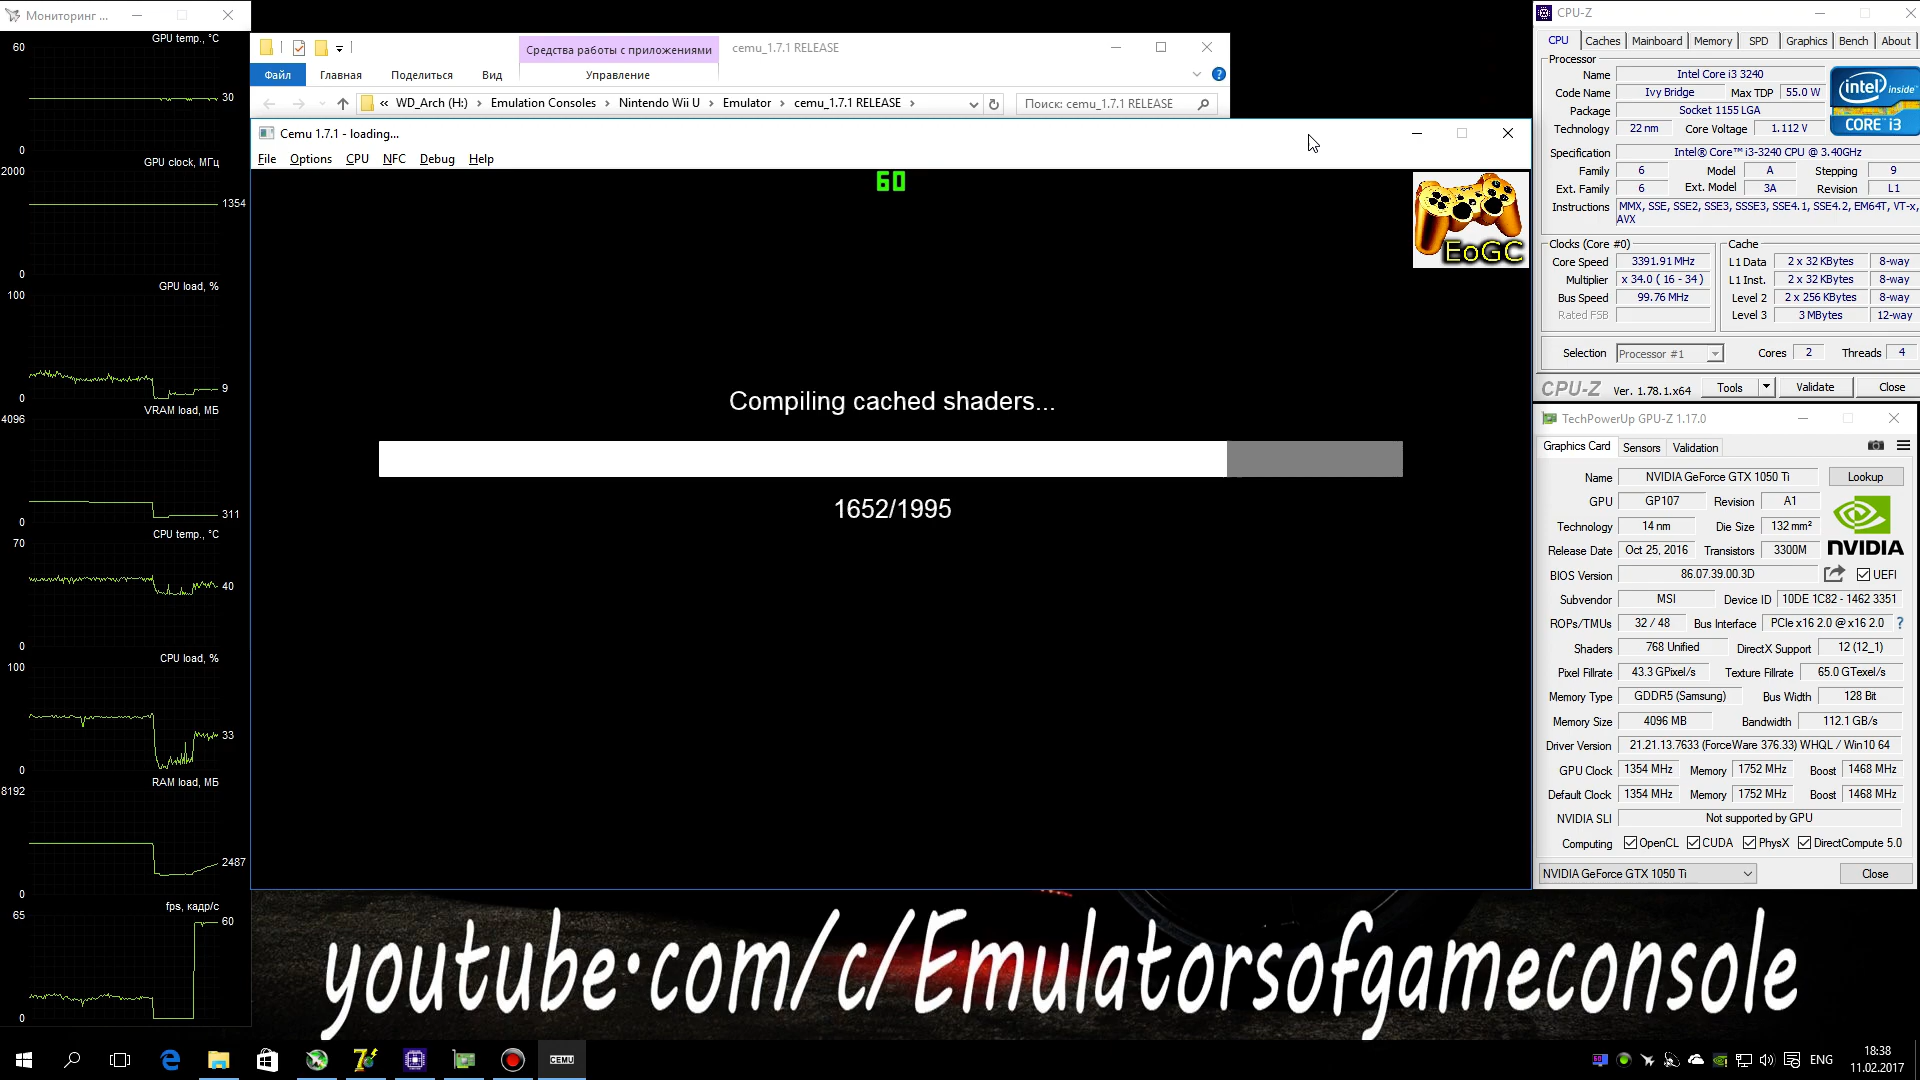 Мониторинг ...
GPU temp., °C
60
30
0
GPU clock, МГц
2000
1354
0
GPU load, %
100
9
0
VRAM load, МБ
4096
311
0
CPU temp., °C
70
40
0
CPU load, %
100
33
0
RAM load, МБ
8192
2487
0
fps, кадр/с
65
60
0
Средства работы с приложениями
cemu_1.7.1 RELEASE
Файл Главная Поделиться Вид Управление
« WD_Arch (H:) Emulation Consoles Nintendo Wii U Emulator cemu_1.7.1 RELEASE
Поиск: cemu_1.7.1 RELEASE
Cemu 1.7.1 - loading...
File Options CPU NFC Debug Help
60
EoGC
Compiling cached shaders...
1652/1995
CPU-Z
CPU Caches Mainboard Memory SPD Graphics Bench About
Processor
Name Intel Core i3 3240
Code Name Ivy Bridge Max TDP 55.0 W
Package Socket 1155 LGA
Technology 22 nm Core Voltage 1.112 V
intel inside™
CORE i3
Specification Intel® Core™ i3-3240 CPU @ 3.40GHz
Family 6 Model A Stepping 9
Ext. Family 6 Ext. Model 3A Revision L1
Instructions MMX, SSE, SSE2, SSE3, SSSE3, SSE4.1, SSE4.2, EM64T, VT-x,
AVX
Clocks (Core #0)
Core Speed 3391.91 MHz
Multiplier x 34.0 ( 16 - 34 )
Bus Speed 99.76 MHz
Rated FSB
Cache
L1 Data 2 x 32 KBytes 8-way
L1 Inst. 2 x 32 KBytes 8-way
Level 2 2 x 256 KBytes 8-way
Level 3 3 MBytes 12-way
Selection Processor #1 Cores 2 Threads 4
CPU-Z Ver. 1.78.1.x64 Tools Validate Close
TechPowerUp GPU-Z 1.17.0
Graphics Card Sensors Validation
Name NVIDIA GeForce GTX 1050 Ti Lookup
GPU GP107 Revision A1
Technology 14 nm Die Size 132 mm²
Release Date Oct 25, 2016 Transistors 3300M
NVIDIA
BIOS Version 86.07.39.00.3D UEFI
Subvendor MSI Device ID 10DE 1C82 - 1462 3351
ROPs/TMUs 32 / 48 Bus Interface PCIe x16 2.0 @ x16 2.0 ?
Shaders 768 Unified DirectX Support 12 (12_1)
Pixel Fillrate 43.3 GPixel/s Texture Fillrate 65.0 GTexel/s
Memory Type GDDR5 (Samsung) Bus Width 128 Bit
Memory Size 4096 MB Bandwidth 112.1 GB/s
Driver Version 21.21.13.7633 (ForceWare 376.33) WHQL / Win10 64
GPU Clock 1354 MHz Memory 1752 MHz Boost 1468 MHz
Default Clock 1354 MHz Memory 1752 MHz Boost 1468 MHz
NVIDIA SLI Not supported by GPU
Computing OpenCL CUDA PhysX DirectCompute 5.0
NVIDIA GeForce GTX 1050 Ti Close
youtube.com/c/Emulatorsofgameconsole
CEMU
ENG
18:38
11.02.2017